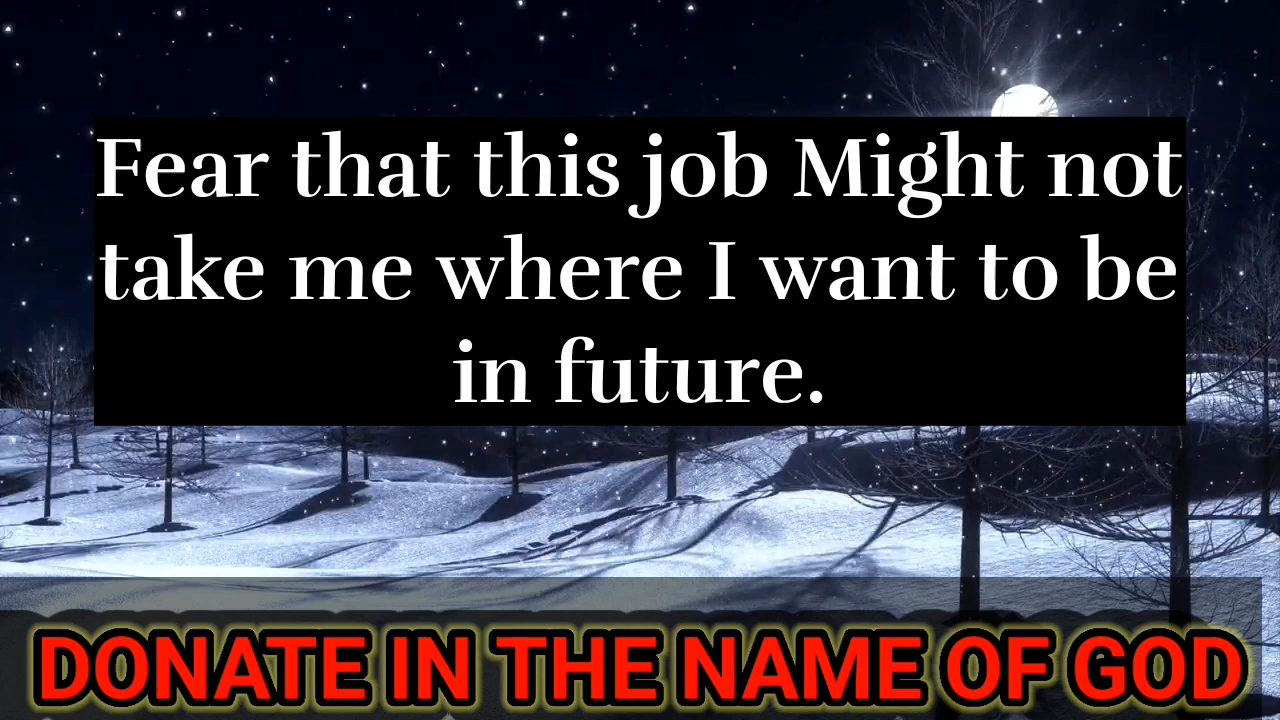 Fear that this job Might not
take me where I want to be
in future.
DONATE IN THE NAME OF GOD